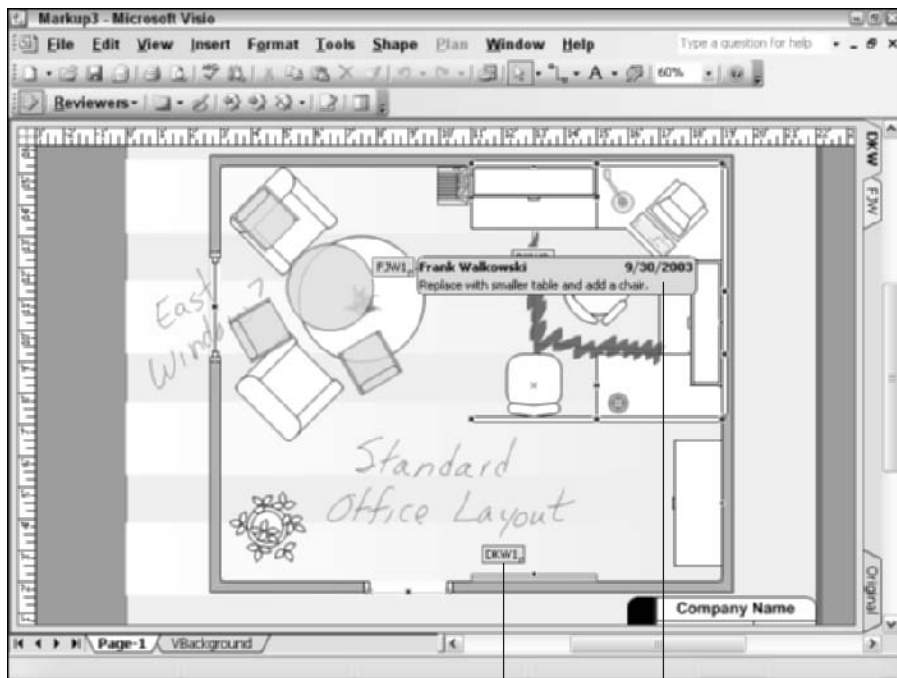 Markup3 - Microsoft Visio
File Edit View Insert Format Tools Shape Plan Window Help Type a question for help
A 60%
Reviewers
DKW
FJW
FJW1
Frank Walkowski 9/30/2003
Replace with smaller table and add a chair.
East
Window
Standard
Office Layout
DKW1
Original
Company Name
Page-1 VBackground